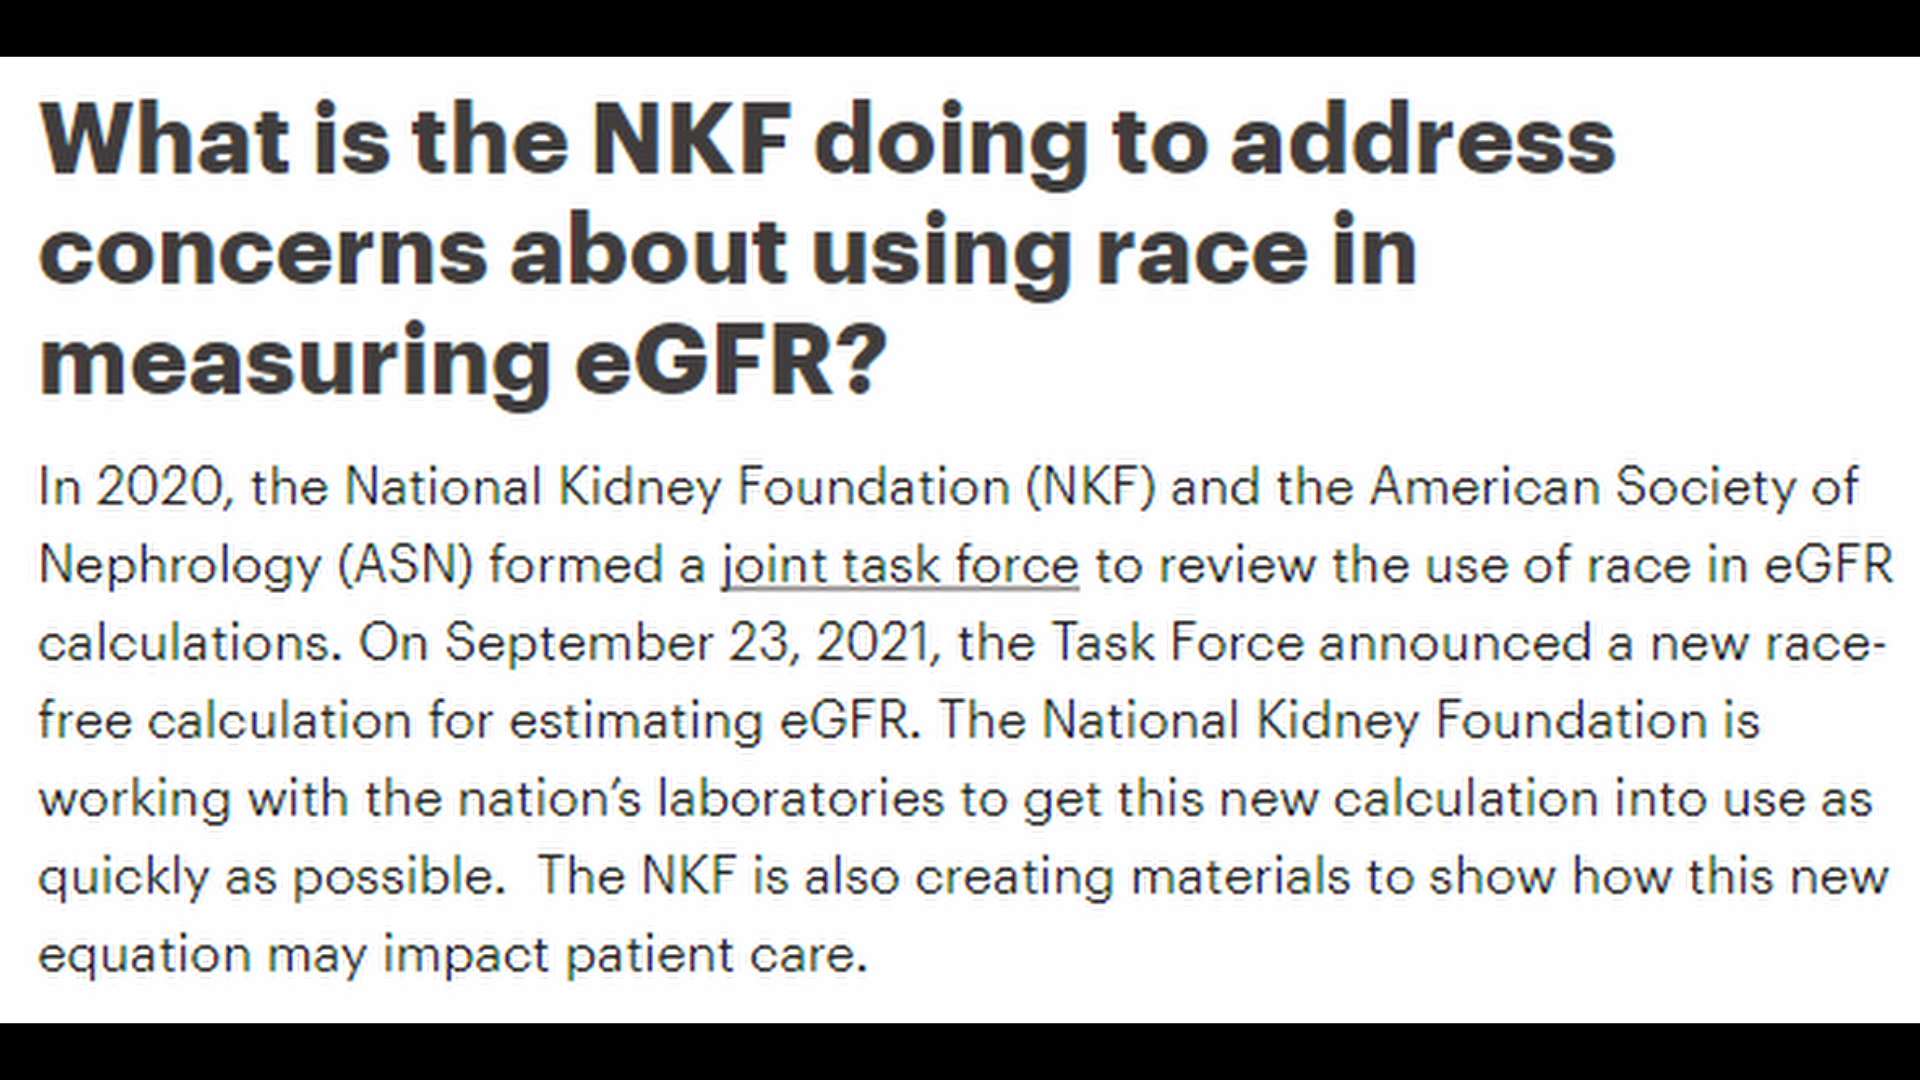 What is the NKF doing to address
concerns about using race in
measuring eGFR?
In 2020, the National Kidney Foundation (NKF) and the American Society of
Nephrology (ASN) formed a joint task force to review the use of race in eGFR
calculations. On September 23, 2021, the Task Force announced a new race-
free calculation for estimating eGFR. The National Kidney Foundation is
working with the nation's laboratories to get this new calculation into use as
quickly as possible.  The NKF is also creating materials to show how this new
equation may impact patient care.